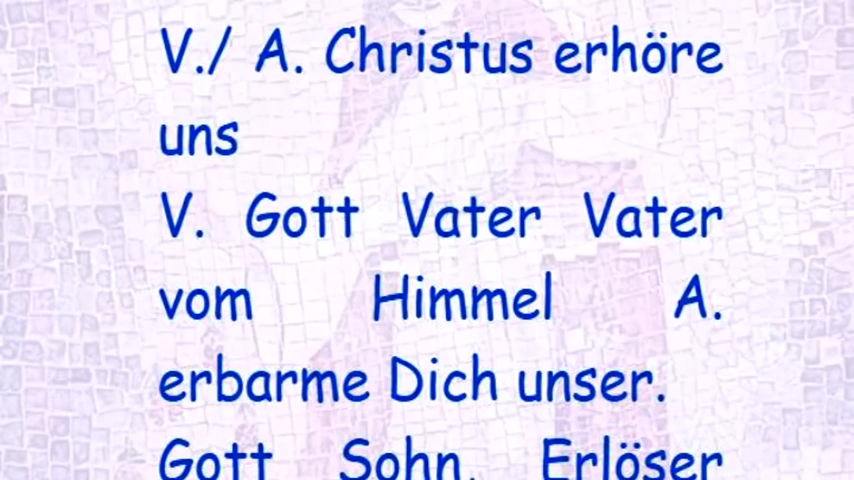 V./ A. Christus erhöre
uns
V. Gott Vater Vater
vom Himmel A.
erbarme Dich unser.
Gott Sohn, Erlöser